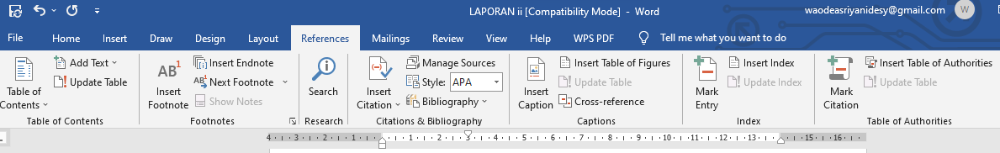 LAPORAN ii [Compatibility Mode] - Word
waodeasriyanidesy@gmail.com
W
File Home Insert Draw Design Layout References Mailings Review View Help WPS PDF Tell me what you want to do
Table of Contents
Add Text
Update Table
Table of Contents
AB1
Insert Footnote
Insert Endnote
AB1 Next Footnote
Show Notes
Footnotes
Search
Research
Insert Citation
Manage Sources
Style: APA
Bibliography
Citations & Bibliography
Insert Caption
Insert Table of Figures
Update Table
Cross-reference
Captions
Mark Entry
Insert Index
Update Index
Index
Mark Citation
Insert Table of Authorities
Update Table
Table of Authorities
4 3 2 1 1 2 3 4 5 6 7 8 9 10 11 12 13 15 16